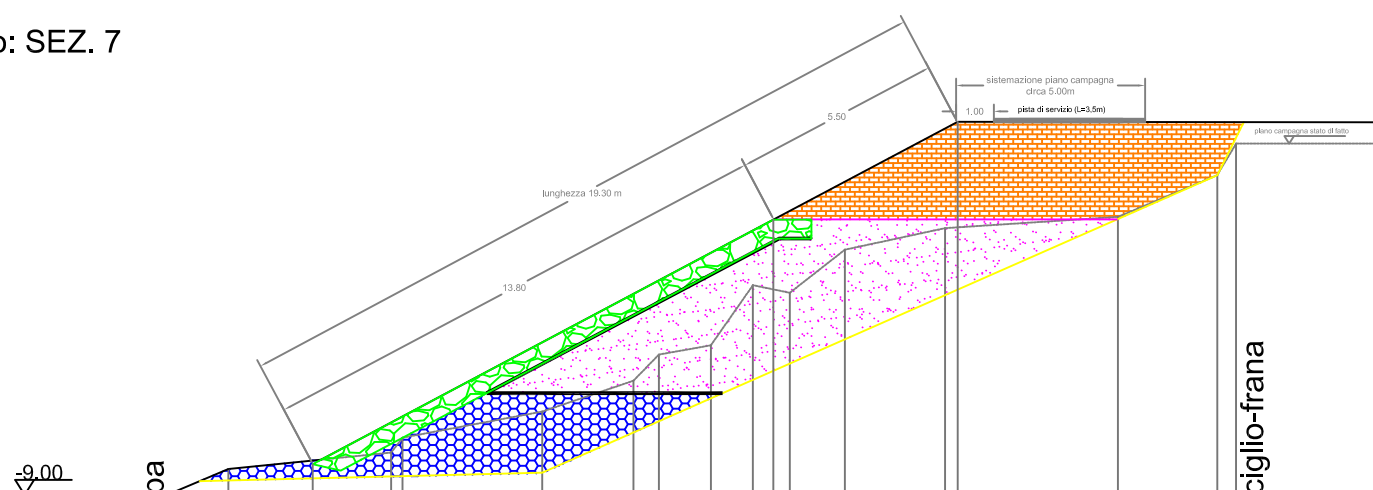 : SEZ. 7
sistemazione piano campagna
circa 5.00m
1.00
pista di servizio (L=3,5m)
5.50
piano campagna stato di fatto
lunghezza 19.30 m
13.80
ciglio-frana
-9.00